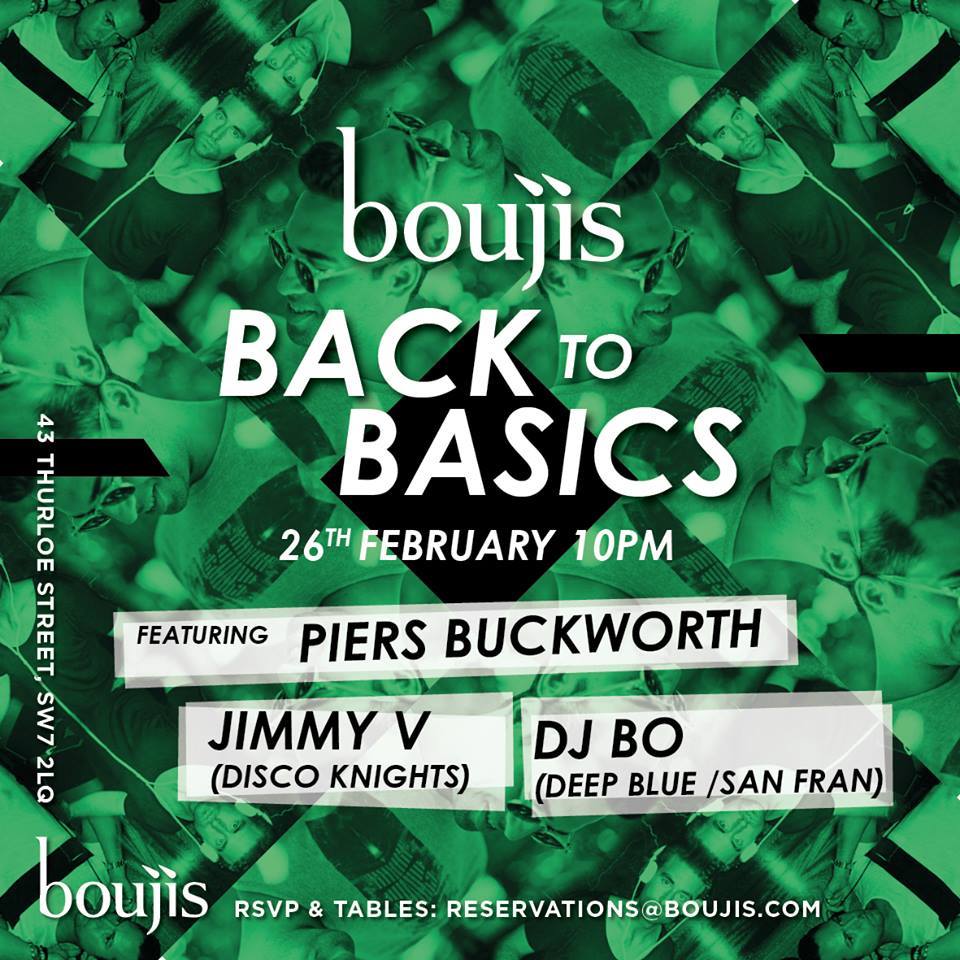 boujis
BACK TO
BASICS
26TH FEBRUARY 10PM
FEATURING PIERS BUCKWORTH
JIMMY V
(DISCO KNIGHTS)
DJ BO
(DEEP BLUE /SAN FRAN)
43 THURLOE STREET, SW7 2LQ
boujis RSVP & TABLES: RESERVATIONS@BOUJIS.COM